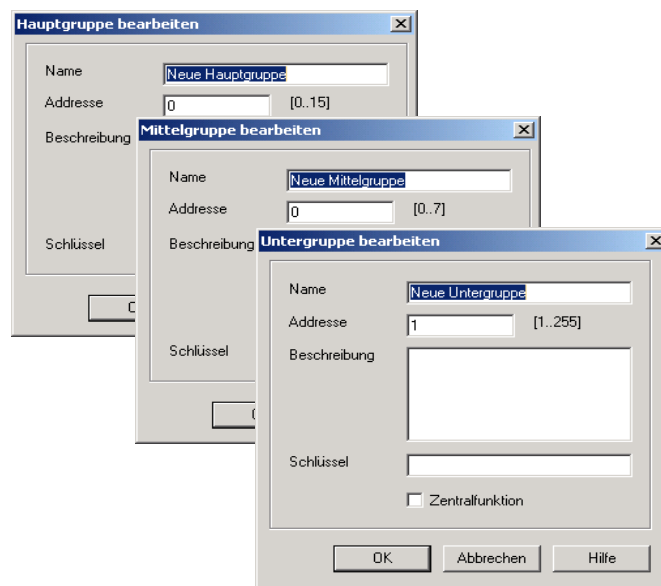 Hauptgruppe bearbeiten
Name
Neue Hauptgruppe
Addresse
0
[0..15]
Beschreibung
Schlüssel
Mittelgruppe bearbeiten
Name
Neue Mittelgruppe
Addresse
0
[0..7]
Beschreibung
Schlüssel
Untergruppe bearbeiten
Name
Neue Untergruppe
Addresse
1
[1..255]
Beschreibung
Schlüssel
Zentralfunktion
OK
Abbrechen
Hilfe